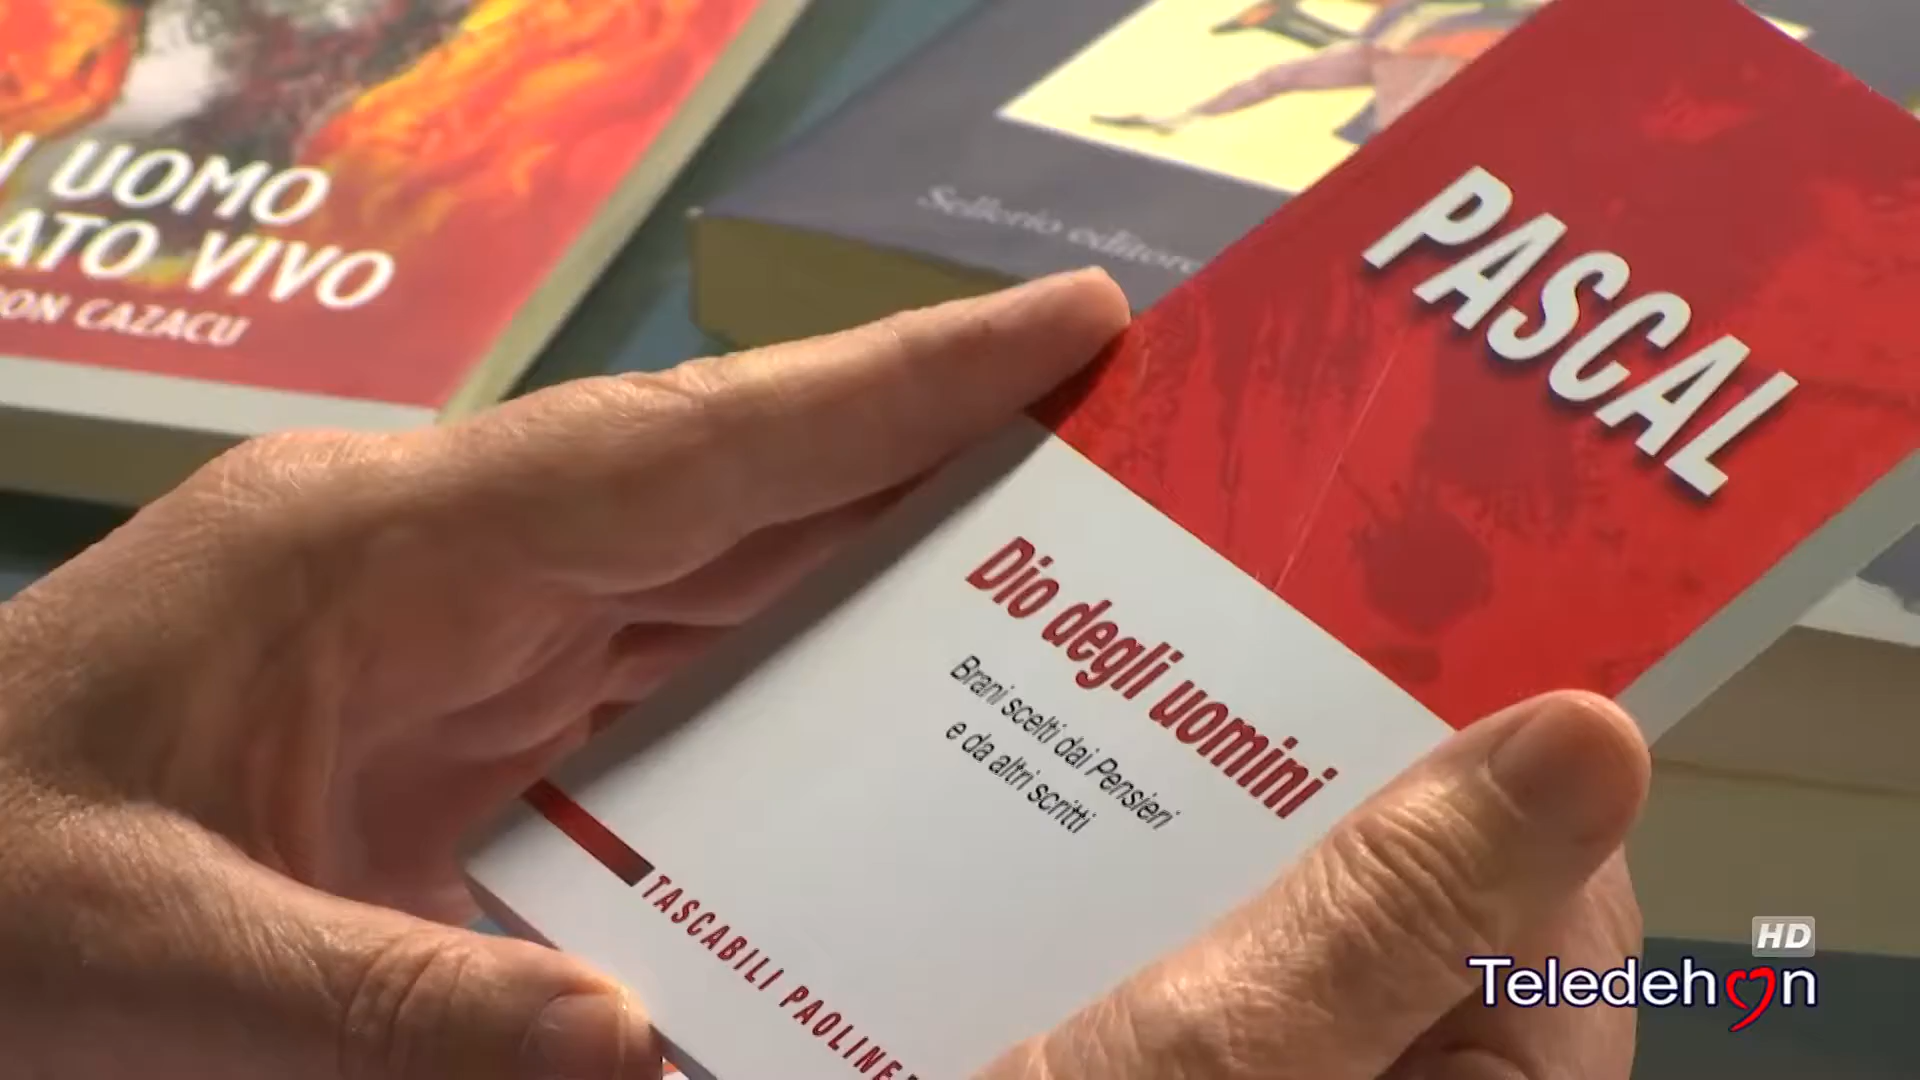 UOMO
ATO VIVO
ION CAZACU
Sellerio editore
PASCAL
Dio degli uomini
Brani scelti dai Pensieri
e da altri scritti
TASCABILI PAOLINE
HD
Teledehon